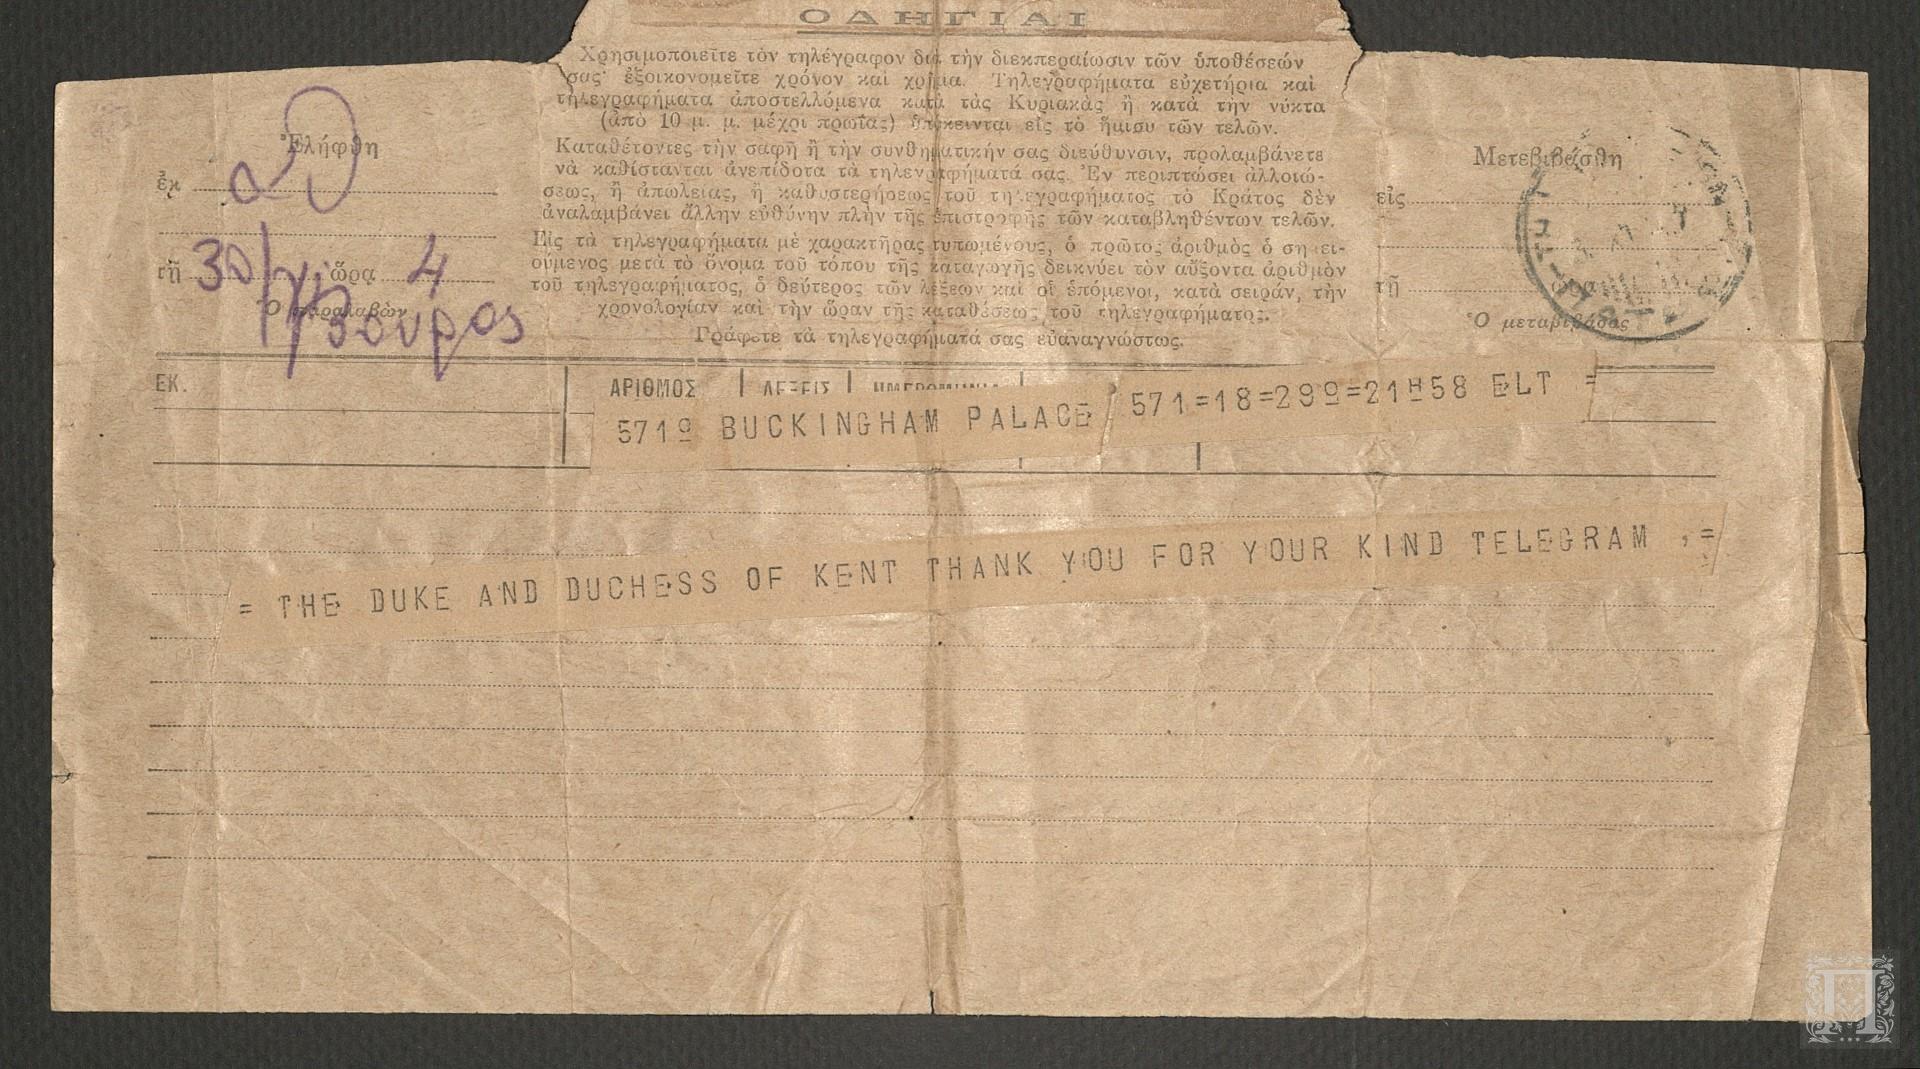 ΟΔΗΓΙΑΙ
Χρησιμοποιεῖτε τὸν τηλέγραφον διὰ τὴν διεκπεραίωσιν τῶν ὑποθέσεών
σας· ἐξοικονομεῖτε χρόνον καὶ χρῆμα. Τηλεγραφήματα εὐχετήρια καὶ
τηλεγραφήματα ἀποστελλόμενα κατὰ τὰς Κυριακὰς ἢ κατὰ τὴν νύκτα
(ἀπὸ 10 μ. μ. μέχρι πρωΐας) ὑπόκεινται εἰς τὸ ἥμισυ τῶν τελῶν.
Καταθέτοντες τὴν σαφῆ ἢ τὴν συνθηματικήν σας διεύθυνσιν, προλαμβάνετε
νὰ καθίστανται ἀνεπίδοτα τὰ τηλεγραφήματά σας. Ἐν περιπτώσει ἀλλοιώ-
σεως, ἢ ἀπωλείας, ἢ καθυστερήσεως τοῦ τηλεγραφήματος τὸ Κράτος δὲν
ἀναλαμβάνει ἄλλην εὐθύνην πλὴν τῆς ἐπιστροφῆς τῶν καταβληθέντων τελῶν.
Εἰς τὰ τηλεγραφήματα μὲ χαρακτῆρας τυπωμένους, ὁ πρῶτος ἀριθμὸς ὁ σημει-
ούμενος μετὰ τὸ ὄνομα τοῦ τόπου τῆς καταγωγῆς δεικνύει τὸν αὔξοντα ἀριθμὸν
τοῦ τηλεγραφήματος, ὁ δεύτερος τῶν λέξεων καὶ οἱ ἑπόμενοι, κατὰ σειράν, τὴν
χρονολογίαν καὶ τὴν ὥραν τῆς καταθέσεως τοῦ τηλεγραφήματος.
Γράφετε τὰ τηλεγραφήματά σας εὐαναγνώστως.
Ἐλήφθη
ἐκ
τῇ 30 ὥρα 4
Ὁ παραλαβὼν
Μετεβιβάσθη
εἰς
τῇ ὥρα
Ὁ μεταβιβάσας
ΕΚ. ΑΡΙΘΜΟΣ ΛΕΞΕΙΣ ΗΜΕΡΟΜΗΝΙΑ
571º BUCKINGHAM PALACE 571=18=29º=21H58 ELT =
= THE DUKE AND DUCHESS OF KENT THANK YOU FOR YOUR KIND TELEGRAM ,=